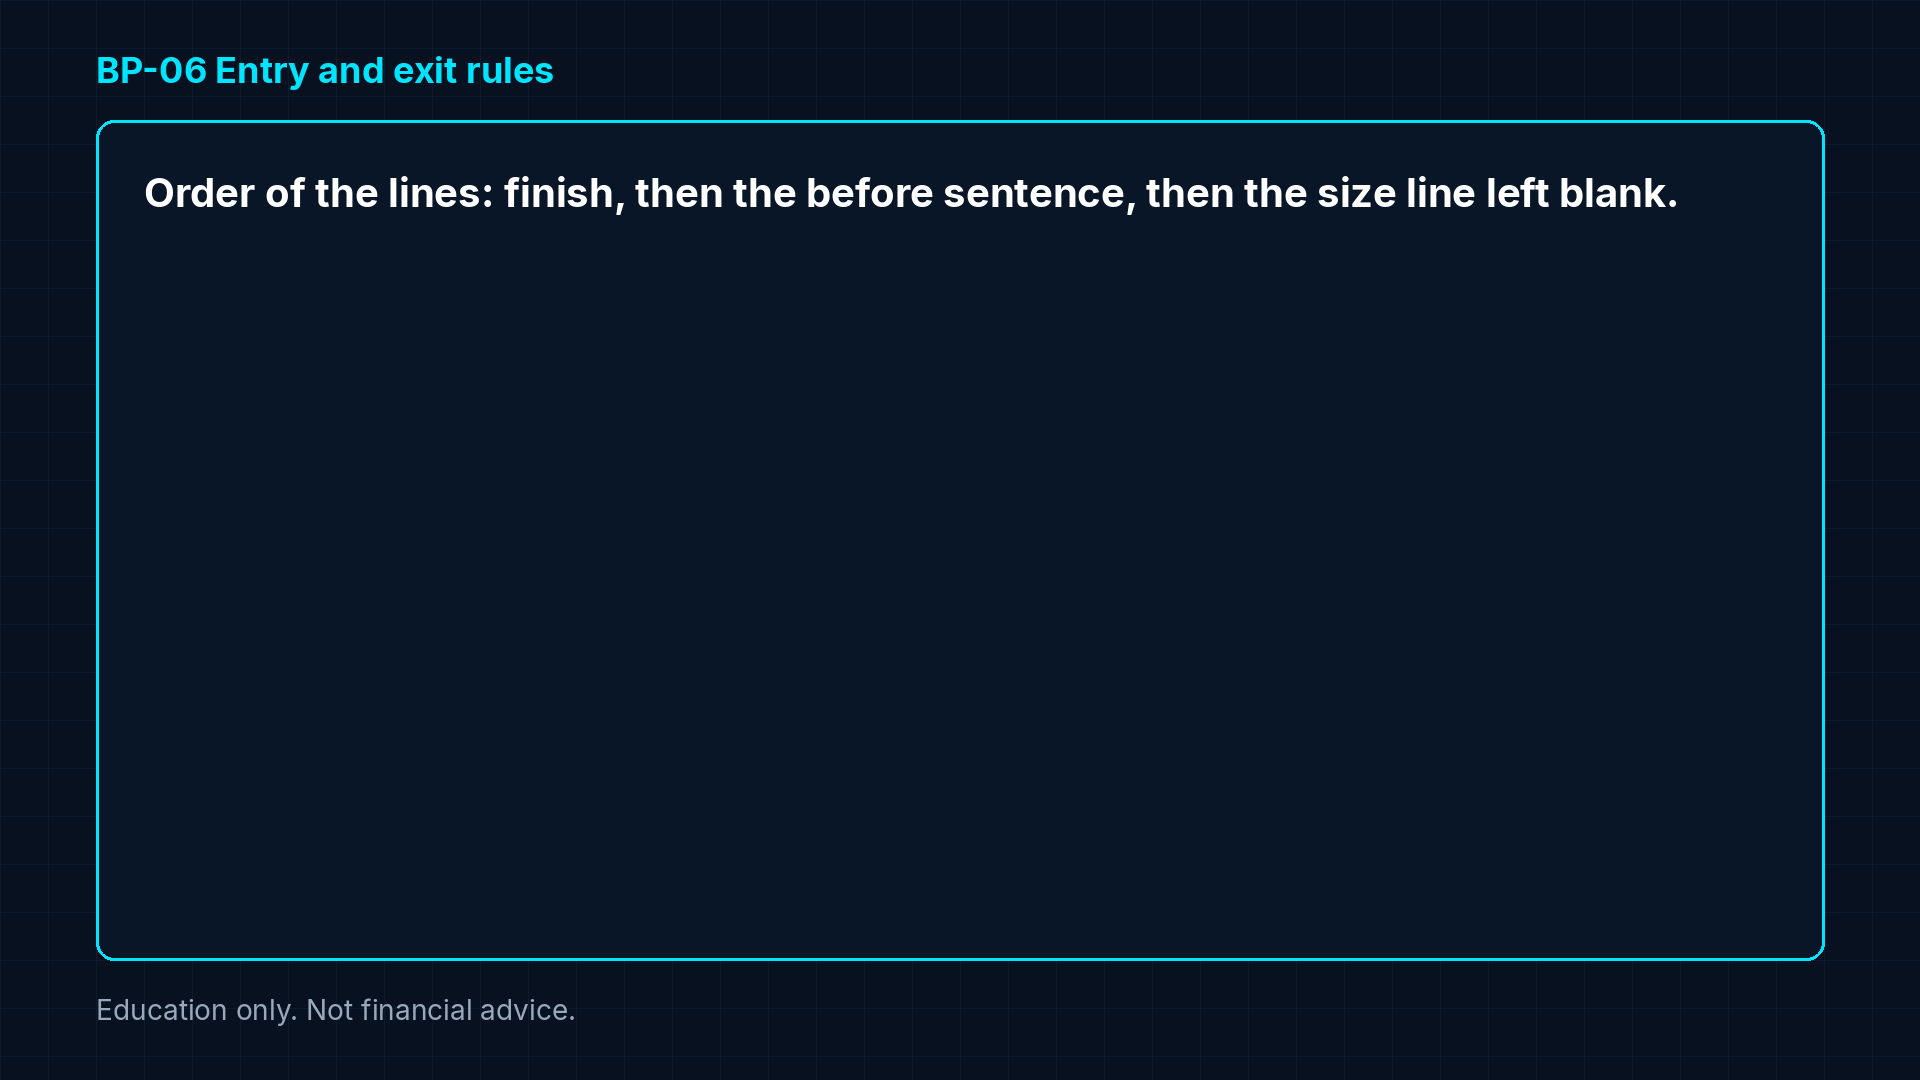 BP-06 Entry and exit rules
Order of the lines: finish, then the before sentence, then the size line left blank.
Education only. Not financial advice.